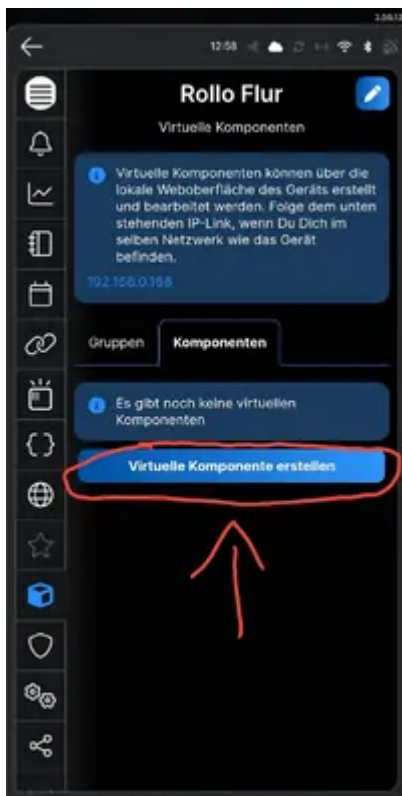 12:58
Rollo Flur
Virtuelle Komponenten
Virtuelle Komponenten können über die
lokale Weboberfläche des Geräts erstellt
und bearbeitet werden. Folge dem unten
stehenden IP-Link, wenn Du Dich im
selben Netzwerk wie das Gerät
befinden.
192.168.0.168
Gruppen Komponenten
Es gibt noch keine virtuellen
Komponenten
Virtuelle Komponente erstellen